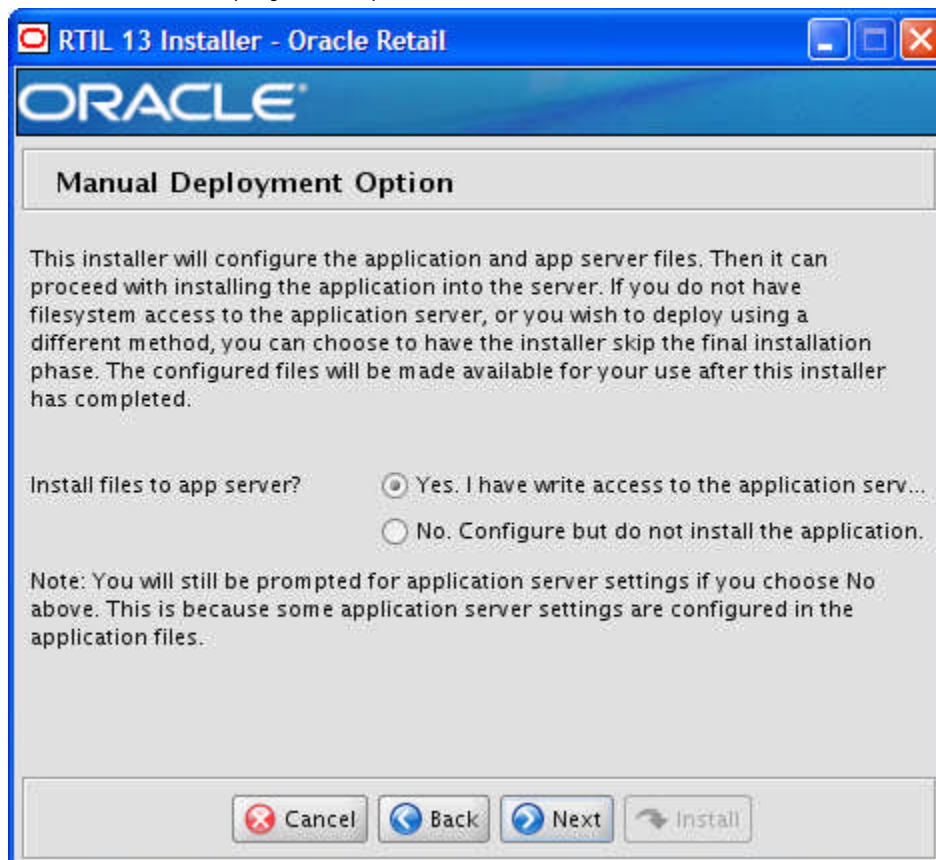 RTIL 13 Installer - Oracle Retail
ORACLE
Manual Deployment Option
This installer will configure the application and app server files. Then it can
proceed with installing the application into the server. If you do not have
filesystem access to the application server, or you wish to deploy using a
different method, you can choose to have the installer skip the final installation
phase. The configured files will be made available for your use after this installer
has completed.
Install files to app server?
Yes. I have write access to the application serv...
No. Configure but do not install the application.
Note: You will still be prompted for application server settings if you choose No
above. This is because some application server settings are configured in the
application files.
Cancel Back Next Install